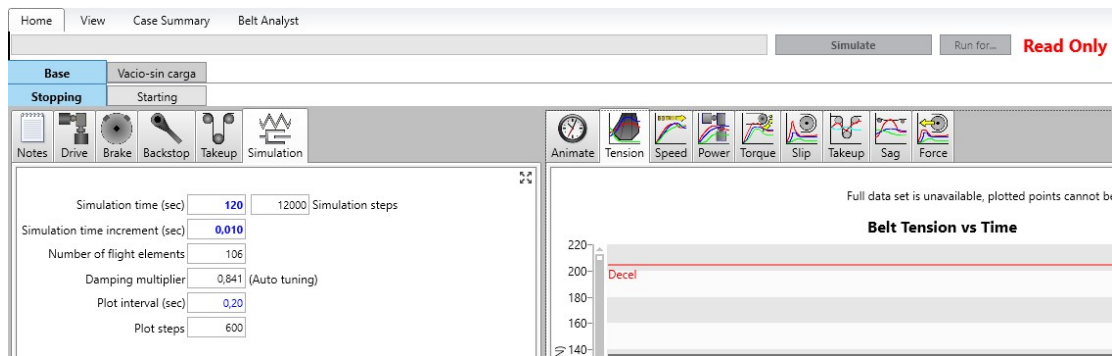 Home View Case Summary Belt Analyst
Simulate Run for... Read Only
Base Vacio-sin carga
Stopping Starting
Notes Drive Brake Backstop Takeup Simulation
Animate Tension Speed Power Torque Slip Takeup Sag Force
Simulation time (sec) 120 12000 Simulation steps
Simulation time increment (sec) 0,010
Number of flight elements 106
Damping multiplier 0,841 (Auto tuning)
Plot interval (sec) 0,20
Plot steps 600
Full data set is unavailable, plotted points cannot be
Belt Tension vs Time
220
200
Decel
180
160
140